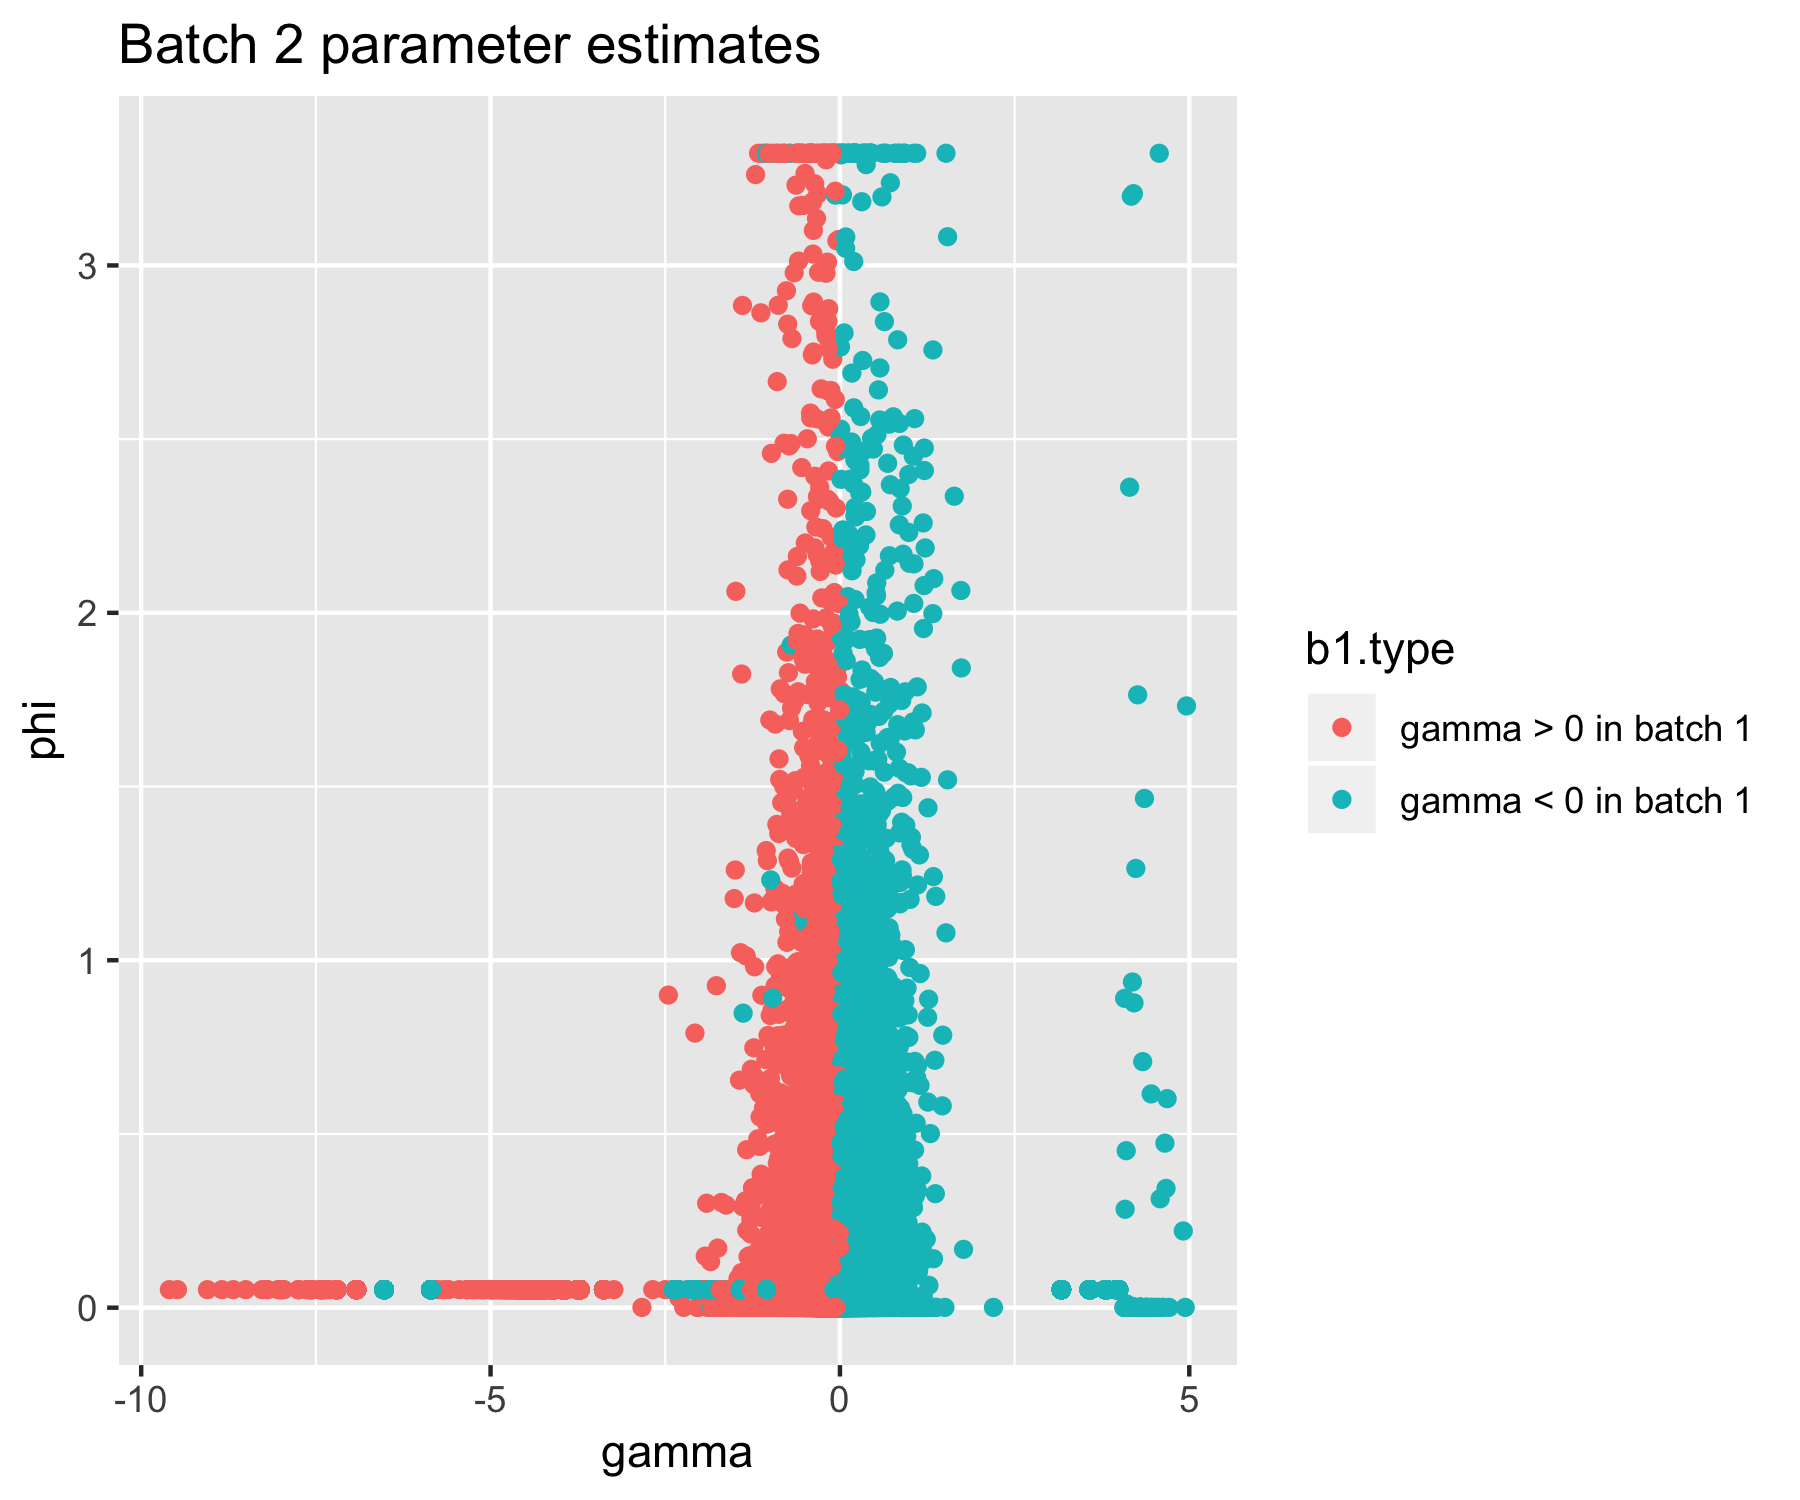 Batch 2 parameter estimates
phi
3
2
1
0
-10
-5
0
5
gamma
b1.type
gamma > 0 in batch 1
gamma < 0 in batch 1